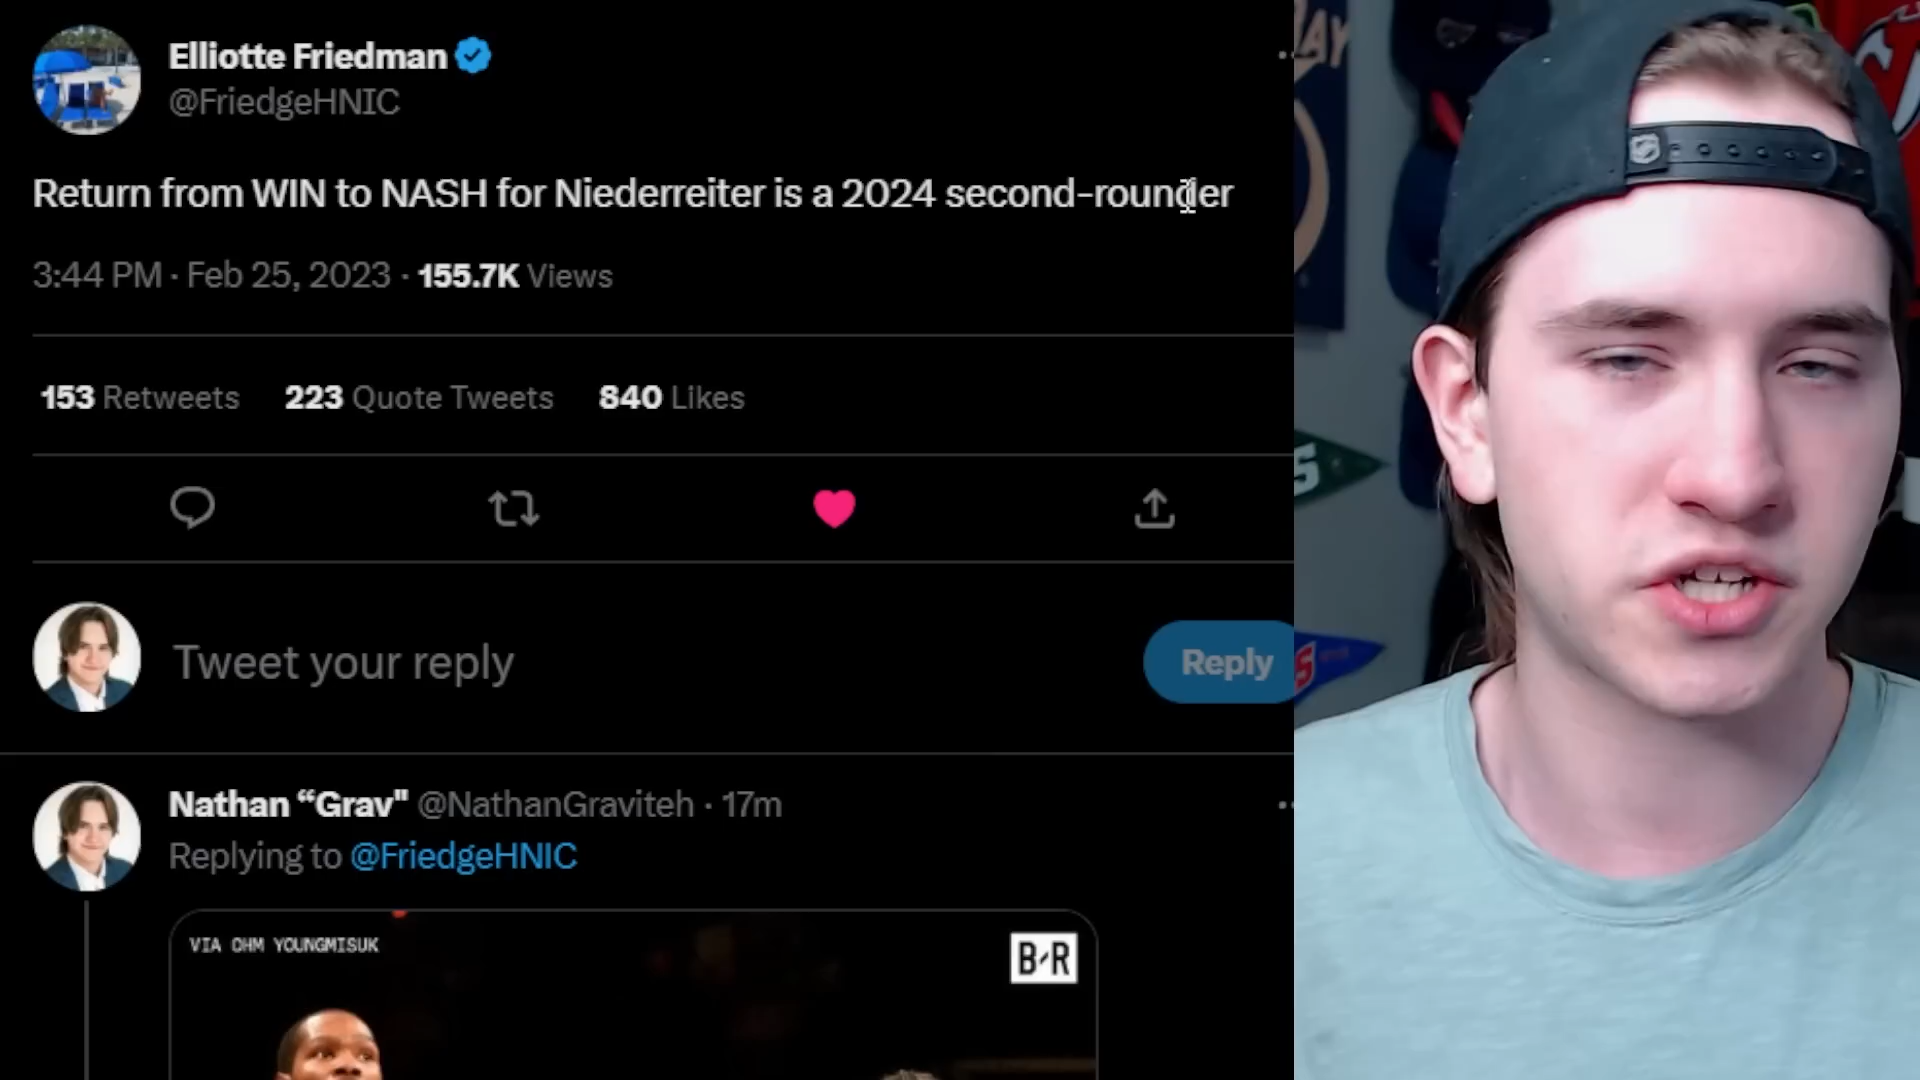 Elliotte Friedman
@FriedgeHNIC
Return from WIN to NASH for Niederreiter is a 2024 second-rounder
3:44 PM · Feb 25, 2023 · 155.7K Views
153 Retweets 223 Quote Tweets 840 Likes
Tweet your reply
Reply
Nathan “Grav" @NathanGraviteh · 17m
Replying to @FriedgeHNIC
VIA OHM YOUNGMISUK
B/R